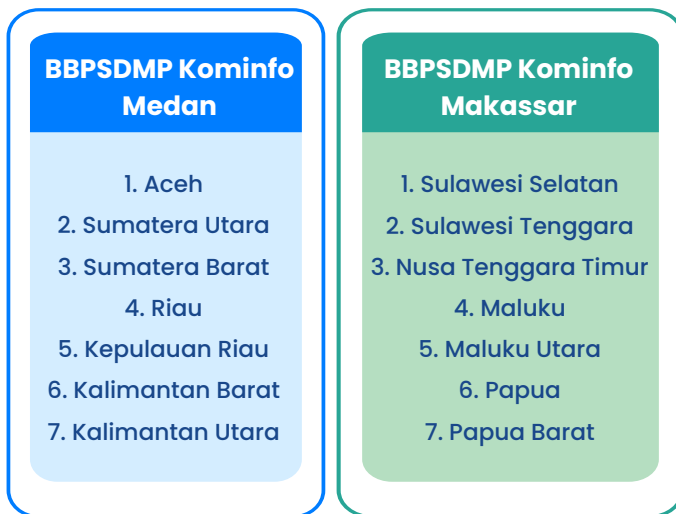 BBPSDMP Kominfo
Medan
1. Aceh
2. Sumatera Utara
3. Sumatera Barat
4. Riau
5. Kepulauan Riau
6. Kalimantan Barat
7. Kalimantan Utara
BBPSDMP Kominfo
Makassar
1. Sulawesi Selatan
2. Sulawesi Tenggara
3. Nusa Tenggara Timur
4. Maluku
5. Maluku Utara
6. Papua
7. Papua Barat